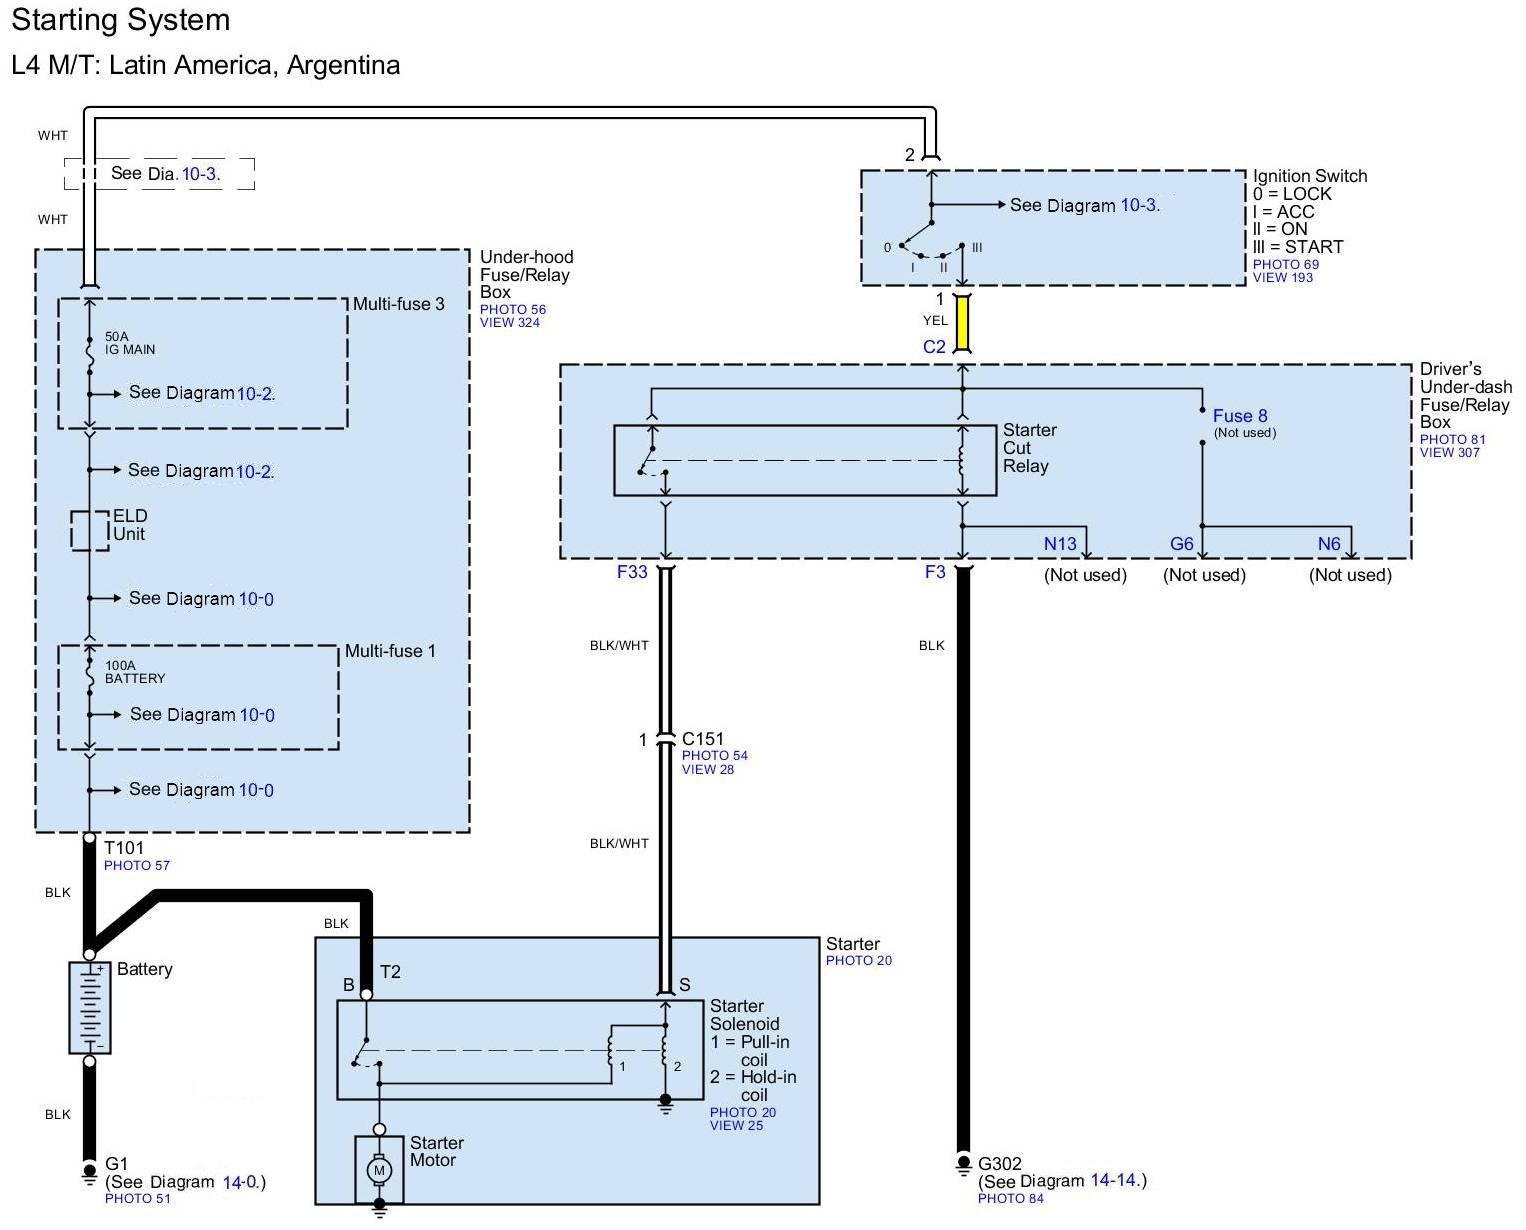 Starting System
L4 M/T: Latin America, Argentina
WHT
See Dia. 10-3.
WHT
Under-hood
Fuse/Relay
Box
PHOTO 56
VIEW 324
Multi-fuse 3
50A
IG MAIN
See Diagram 10-2.
See Diagram 10-2.
ELD
Unit
See Diagram 10-0
Multi-fuse 1
100A
BATTERY
See Diagram 10-0
See Diagram 10-0
T101
PHOTO 57
BLK
BLK
Battery
+
−
BLK
G1
(See Diagram 14-0.)
PHOTO 51
2
Ignition Switch
0 = LOCK
I = ACC
II = ON
III = START
PHOTO 69
VIEW 193
See Diagram 10-3.
0
I
II
III
1
YEL
C2
Driver's
Under-dash
Fuse/Relay
Box
PHOTO 81
VIEW 307
Fuse 8
(Not used)
Starter
Cut
Relay
N13
G6
N6
F33
F3
(Not used)
(Not used)
(Not used)
BLK/WHT
BLK
1
C151
PHOTO 54
VIEW 28
BLK/WHT
Starter
PHOTO 20
B
T2
S
Starter
Solenoid
1 = Pull-in
coil
2 = Hold-in
coil
PHOTO 20
VIEW 25
1
2
Starter
Motor
M
G302
(See Diagram 14-14.)
PHOTO 84